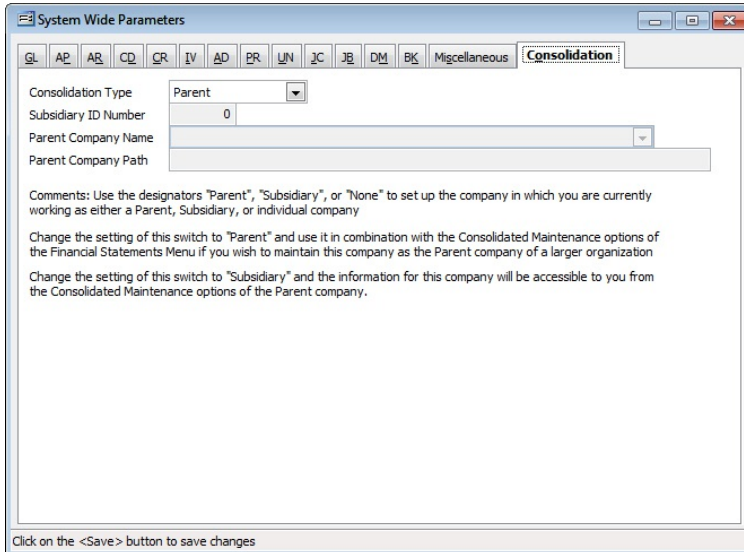 System Wide Parameters
GL AP AR CD CR IV AD PR UN JC JB DM BK Miscellaneous Consolidation
Consolidation Type Parent
Subsidiary ID Number 0
Parent Company Name
Parent Company Path
Comments: Use the designators "Parent", "Subsidiary", or "None" to set up the company in which you are currently
working as either a Parent, Subsidiary, or individual company
Change the setting of this switch to "Parent" and use it in combination with the Consolidated Maintenance options of
the Financial Statements Menu if you wish to maintain this company as the Parent company of a larger organization
Change the setting of this switch to "Subsidiary" and the information for this company will be accessible to you from
the Consolidated Maintenance options of the Parent company.
Click on the <Save> button to save changes